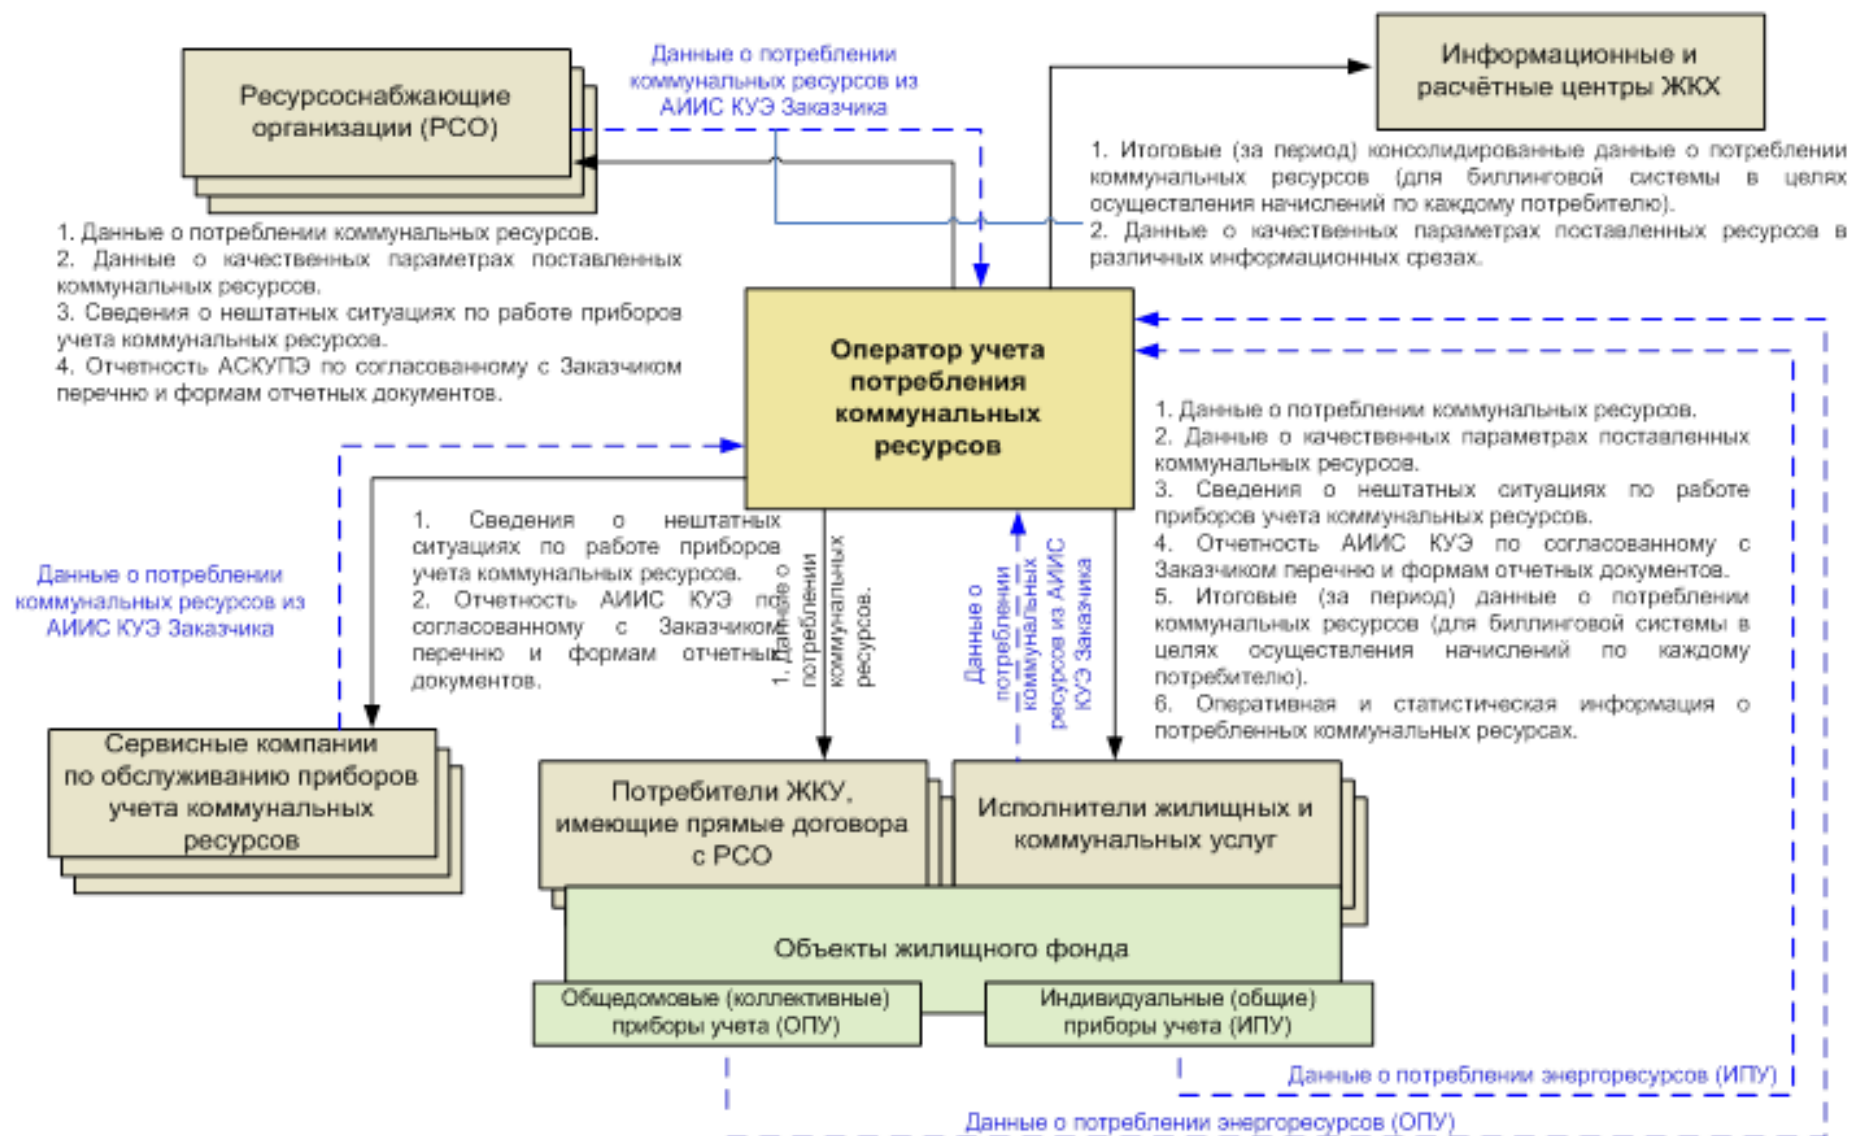 Ресурсоснабжающие
организации (РСО)
Данные о потреблении
коммунальных ресурсов из
АИИС КУЭ Заказчика
Информационные и
расчётные центры ЖКХ
1. Итоговые (за период) консолидированные данные о потреблении
коммунальных ресурсов (для биллинговой системы в целях
осуществления начислений по каждому потребителю).
2. Данные о качественных параметрах поставленных ресурсов в
различных информационных срезах.
1. Данные о потреблении коммунальных ресурсов.
2. Данные о качественных параметрах поставленных
коммунальных ресурсов.
3. Сведения о нештатных ситуациях по работе приборов
учета коммунальных ресурсов.
4. Отчетность АСКУПЭ по согласованному с Заказчиком
перечню и формам отчетных документов.
Оператор учета
потребления
коммунальных
ресурсов
1. Данные о потреблении коммунальных ресурсов.
2. Данные о качественных параметрах поставленных
коммунальных ресурсов.
3. Сведения о нештатных ситуациях по работе
приборов учета коммунальных ресурсов.
4. Отчетность АИИС КУЭ по согласованному с
Заказчиком перечню и формам отчетных документов.
5. Итоговые (за период) данные о потреблении
коммунальных ресурсов (для биллинговой системы в
целях осуществления начислений по каждому
потребителю).
6. Оперативная и статистическая информация о
потребленных коммунальных ресурсах.
Данные о потреблении
коммунальных ресурсов из
АИИС КУЭ Заказчика
1. Сведения о нештатных
ситуациях по работе приборов
учета коммунальных ресурсов.
2. Отчетность АИИС КУЭ по
согласованному с Заказчиком
перечню и формам отчетных
документов.
1. Данные о
потреблении
коммунальных
ресурсов.
Данные о
потреблении
коммунальных
ресурсов из АИИС
КУЭ Заказчика
Сервисные компании
по обслуживанию приборов
учета коммунальных
ресурсов
Потребители ЖКУ,
имеющие прямые договора
с РСО
Исполнители жилищных и
коммунальных услуг
Объекты жилищного фонда
Общедомовые (коллективные)
приборы учета (ОПУ)
Индивидуальные (общие)
приборы учета (ИПУ)
Данные о потреблении энергоресурсов (ИПУ)
Данные о потреблении энергоресурсов (ОПУ)